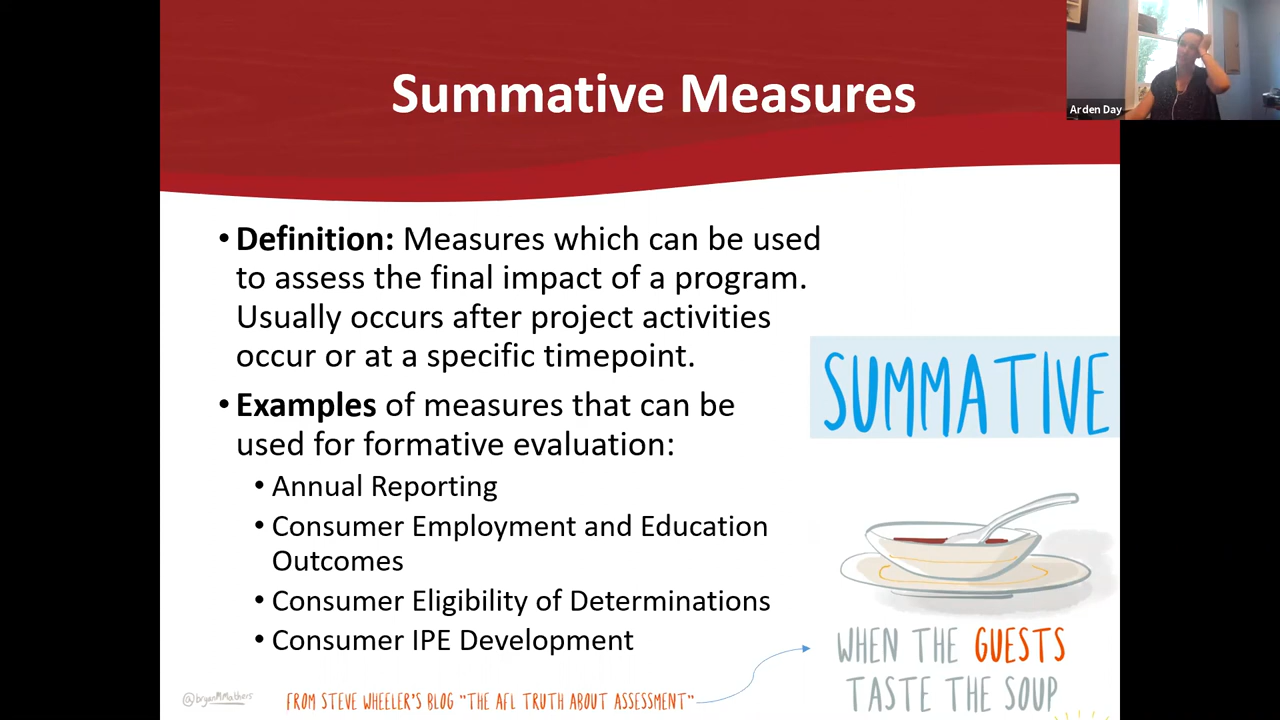 Summative Measures
Arden Day
• Definition: Measures which can be used
to assess the final impact of a program.
Usually occurs after project activities
occur or at a specific timepoint.
• Examples of measures that can be
used for formative evaluation:
• Annual Reporting
• Consumer Employment and Education
Outcomes
• Consumer Eligibility of Determinations
• Consumer IPE Development
SUMMATIVE
WHEN THE GUESTS
TASTE THE SOUP
@bryanMMathers
FROM STEVE WHEELER'S BLOG "THE AFL TRUTH ABOUT ASSESSMENT"